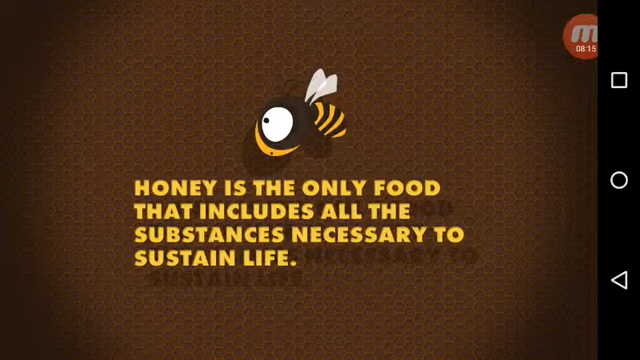 08:15
HONEY IS THE ONLY FOOD
THAT INCLUDES ALL THE
SUBSTANCES NECESSARY TO
SUSTAIN LIFE.